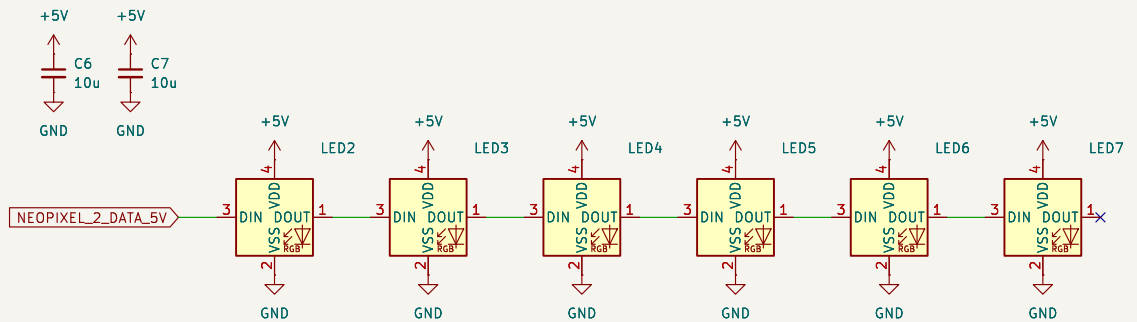 +5V +5V
C6 C7
10u 10u
GND GND
+5V +5V +5V +5V +5V +5V
LED2 LED3 LED4 LED5 LED6 LED7
4 4 4 4 4 4
VDD VDD VDD VDD VDD VDD
NEOPIXEL_2_DATA_5V 3 DIN DOUT 1 3 DIN DOUT 1 3 DIN DOUT 1 3 DIN DOUT 1 3 DIN DOUT 1 3 DIN DOUT 1
VSS VSS VSS VSS VSS VSS
RGB RGB RGB RGB RGB RGB
2 2 2 2 2 2
GND GND GND GND GND GND